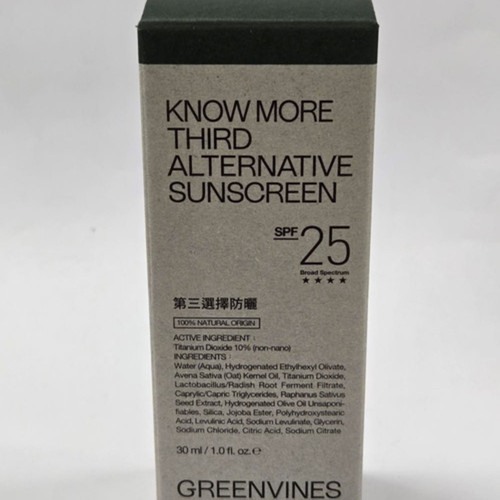 KNOW MORE
THIRD
ALTERNATIVE
SUNSCREEN
SPF 25
Broad Spectrum
★★★★
第三選擇防曬
100% NATURAL ORIGIN
ACTIVE INGREDIENT :
Titanium Dioxide 10% (non-nano)
INGREDIENTS :
Water (Aqua), Hydrogenated Ethylhexyl Olivate,
Avena Sativa (Oat) Kernel Oil, Titanium Dioxide,
Lactobacillus/Radish Root Ferment Filtrate,
Caprylic/Capric Triglycerides, Raphanus Sativus
Seed Extract, Hydrogenated Olive Oil Unsaponi-
fiables, Silica, Jojoba Ester, Polyhydroxystearic
Acid, Levulinic Acid, Sodium Levulinate, Glycerin,
Sodium Chloride, Citric Acid, Sodium Citrate
30 ml / 1.0 fl. oz. ℮
GREENVINES